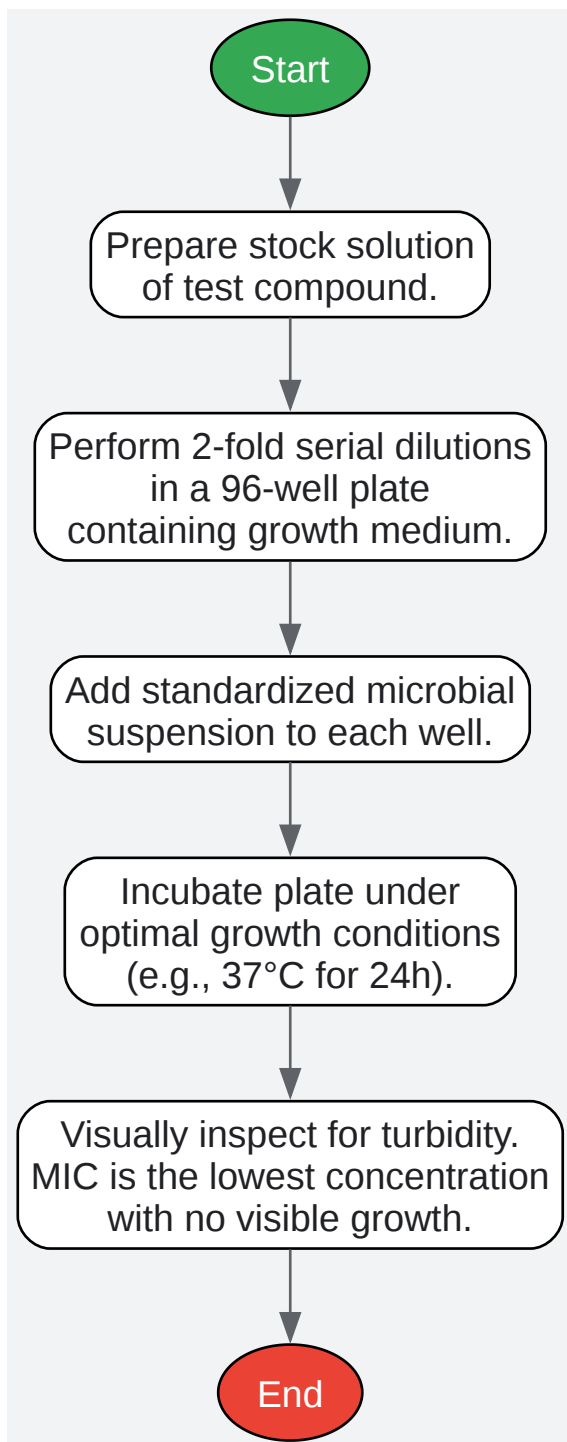 Start
Prepare stock solution
of test compound.
Perform 2-fold serial dilutions
in a 96-well plate
containing growth medium.
Add standardized microbial
suspension to each well.
Incubate plate under
optimal growth conditions
(e.g., 37°C for 24h).
Visually inspect for turbidity.
MIC is the lowest concentration
with no visible growth.
End